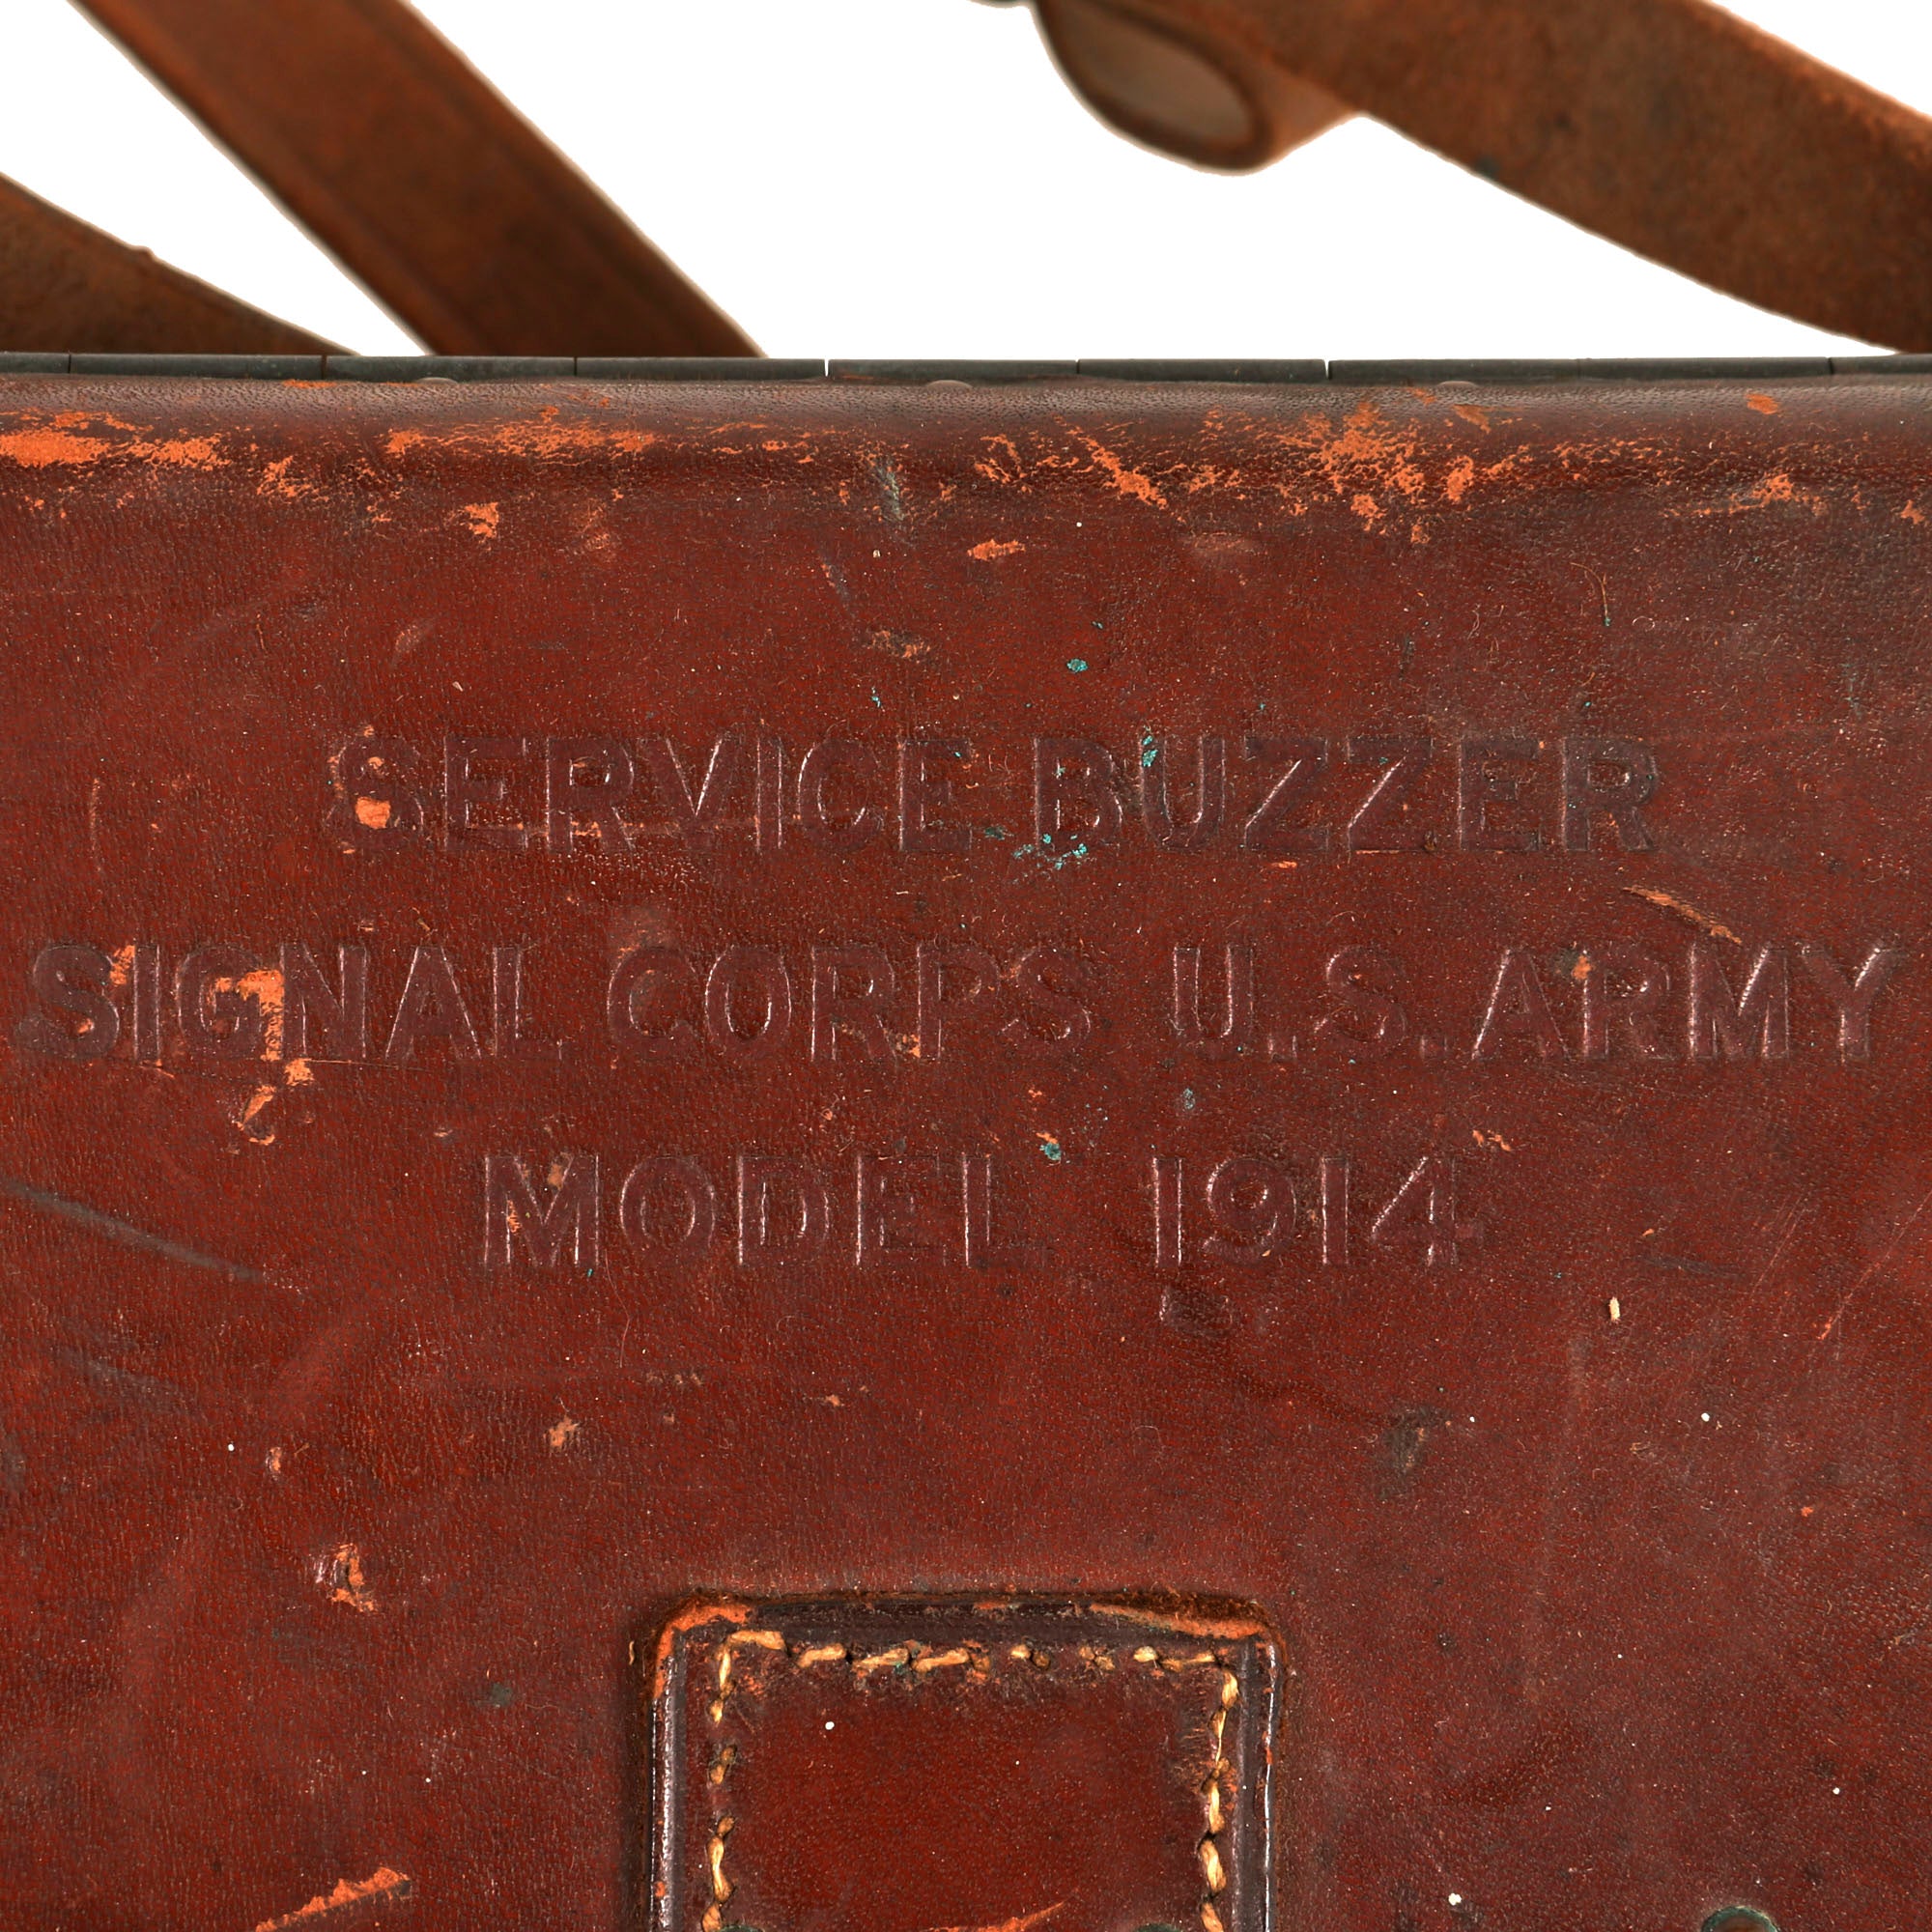 SERVICE BUZZER
SIGNAL CORPS U.S.ARMY
MODEL 1914